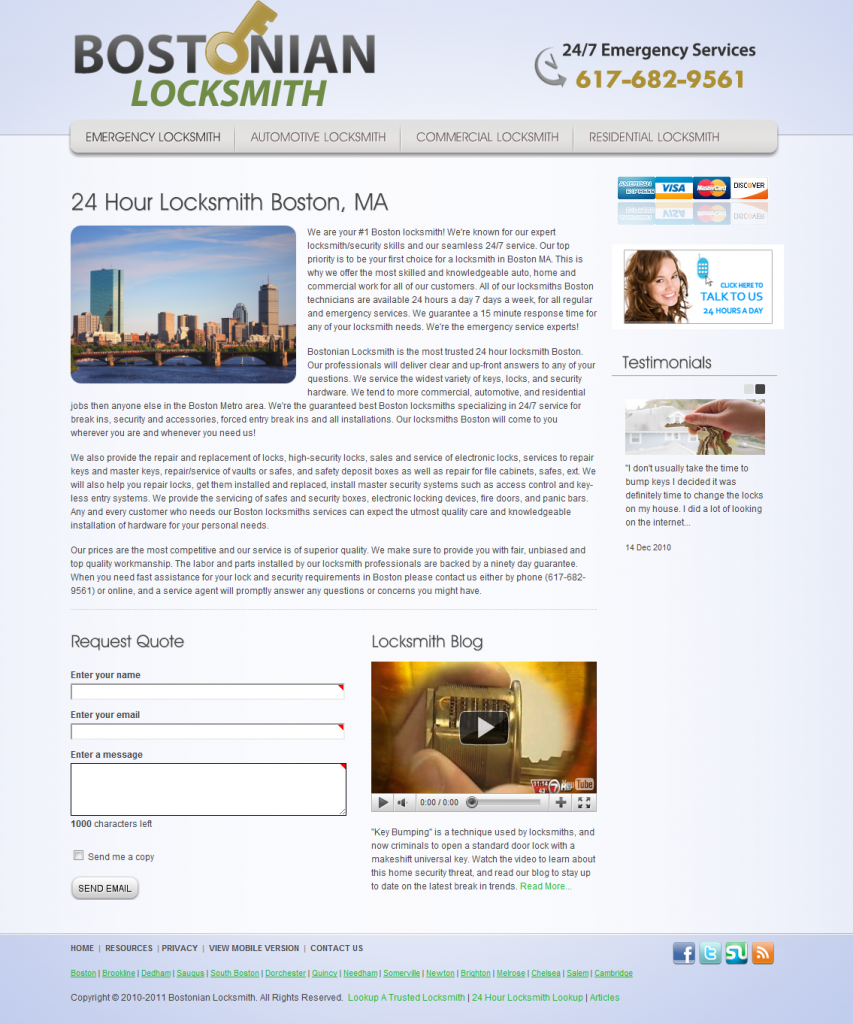 BOSTONIAN
LOCKSMITH
24/7 Emergency Services
617-682-9561
EMERGENCY LOCKSMITH
AUTOMOTIVE LOCKSMITH
COMMERCIAL LOCKSMITH
RESIDENTIAL LOCKSMITH
AMERICAN EXPRESS
VISA
MasterCard
DISCOVER
24 Hour Locksmith Boston, MA
We are your #1 Boston locksmith! We're known for our expert
locksmith/security skills and our seamless 24/7 service. Our top
priority is to be your first choice for a locksmith in Boston MA. This is
why we offer the most skilled and knowledgeable auto, home and
commercial work for all of our customers. All of our locksmiths Boston
technicians are available 24 hours a day 7 days a week, for all regular
and emergency services. We guarantee a 15 minute response time for
any of your locksmith needs. We're the emergency service experts!
Bostonian Locksmith is the most trusted 24 hour locksmith Boston.
Our professionals will deliver clear and up-front answers to any of your
questions. We service the widest variety of keys, locks, and security
hardware. We tend to more commercial, automotive, and residential
jobs then anyone else in the Boston Metro area. We're the guaranteed best Boston locksmiths specializing in 24/7 service for
break ins, security and accessories, forced entry break ins and all installations. Our locksmiths Boston will come to you
wherever you are and whenever you need us!
We also provide the repair and replacement of locks, high-security locks, sales and service of electronic locks, services to repair
keys and master keys, repair/service of vaults or safes, and safety deposit boxes as well as repair for file cabinets, safes, ext. We
will also help you repair locks, get them installed and replaced, install master security systems such as access control and key-
less entry systems. We provide the servicing of safes and security boxes, electronic locking devices, fire doors, and panic bars.
Any and every customer who needs our Boston locksmiths services can expect the utmost quality care and knowledgeable
installation of hardware for your personal needs.
Our prices are the most competitive and our service is of superior quality. We make sure to provide you with fair, unbiased and
top quality workmanship. The labor and parts installed by our locksmith professionals are backed by a ninety day guarantee.
When you need fast assistance for your lock and security requirements in Boston please contact us either by phone (617-682-
9561) or online, and a service agent will promptly answer any questions or concerns you might have.
CLICK HERE TO
TALK TO US
24 HOURS A DAY
Testimonials
"I don't usually take the time to
bump keys I decided it was
definitely time to change the locks
on my house. I did a lot of looking
on the internet...
14 Dec 2010
Request Quote
Enter your name
Enter your email
Enter a message
1000 characters left
Send me a copy
SEND EMAIL
Locksmith Blog
7
You Tube
0:00 / 0:00
"Key Bumping" is a technique used by locksmiths, and
now criminals to open a standard door lock with a
makeshift universal key. Watch the video to learn about
this home security threat, and read our blog to stay up
to date on the latest break in trends. Read More...
HOME | RESOURCES | PRIVACY | VIEW MOBILE VERSION | CONTACT US
Boston | Brookline | Dedham | Saugus | South Boston | Dorchester | Quincy | Needham | Somerville | Newton | Brighton | Melrose | Chelsea | Salem | Cambridge
Copyright © 2010-2011 Bostonian Locksmith. All Rights Reserved. Lookup A Trusted Locksmith | 24 Hour Locksmith Lookup | Articles